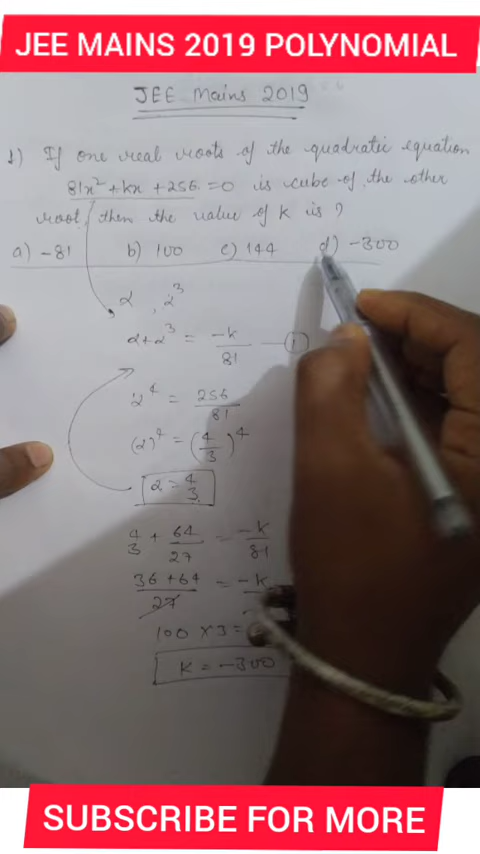 JEE MAINS 2019 POLYNOMIAL
JEE Mains 2019
1) If one real roots of the quadratic equation
81x² + kx + 256 = 0 is cube of the other
root, then the value of k is?
a) -81 b) 100 c) 144 d) -300
α , α³
α + α³ = -k/81 — ①
α⁴ = 256/81
(α)⁴ = (4/3)⁴
α = 4/3
4/3 + 64/27 = -k/81
36 + 64/27 = -k
100 × 3 =
k = -300
SUBSCRIBE FOR MORE